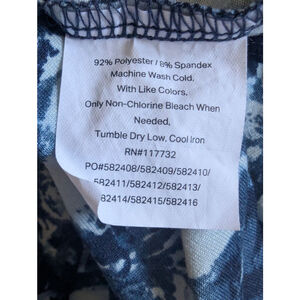 92% Polyester / 8% Spandex
Machine Wash Cold.
With Like Colors.
Only Non-Chlorine Bleach When
Needed,
Tumble Dry Low, Cool Iron
RN#117732
PO#582408/582409/582410/
582411/582412/582413/
82414/582415/582416